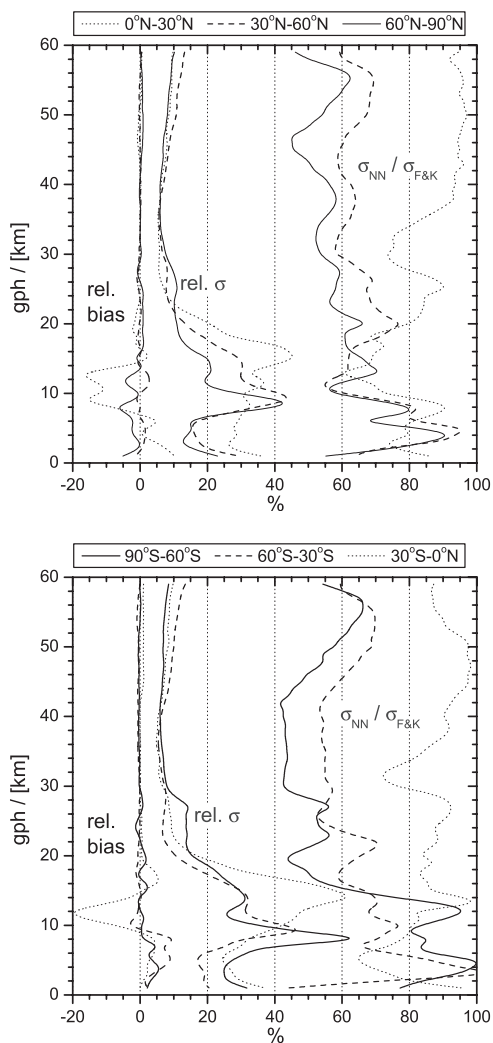 0°N-30°N 30°N-60°N 60°N-90°N
60
50
40
30
20
10
0
gph / [km]
σNN / σF&K
rel. bias
rel. σ
-20 0 20 40 60 80 100
%
90°S-60°S 60°S-30°S 30°S-0°N
60
50
40
30
20
10
0
gph / [km]
σNN / σF&K
rel. bias
rel. σ
-20 0 20 40 60 80 100
%